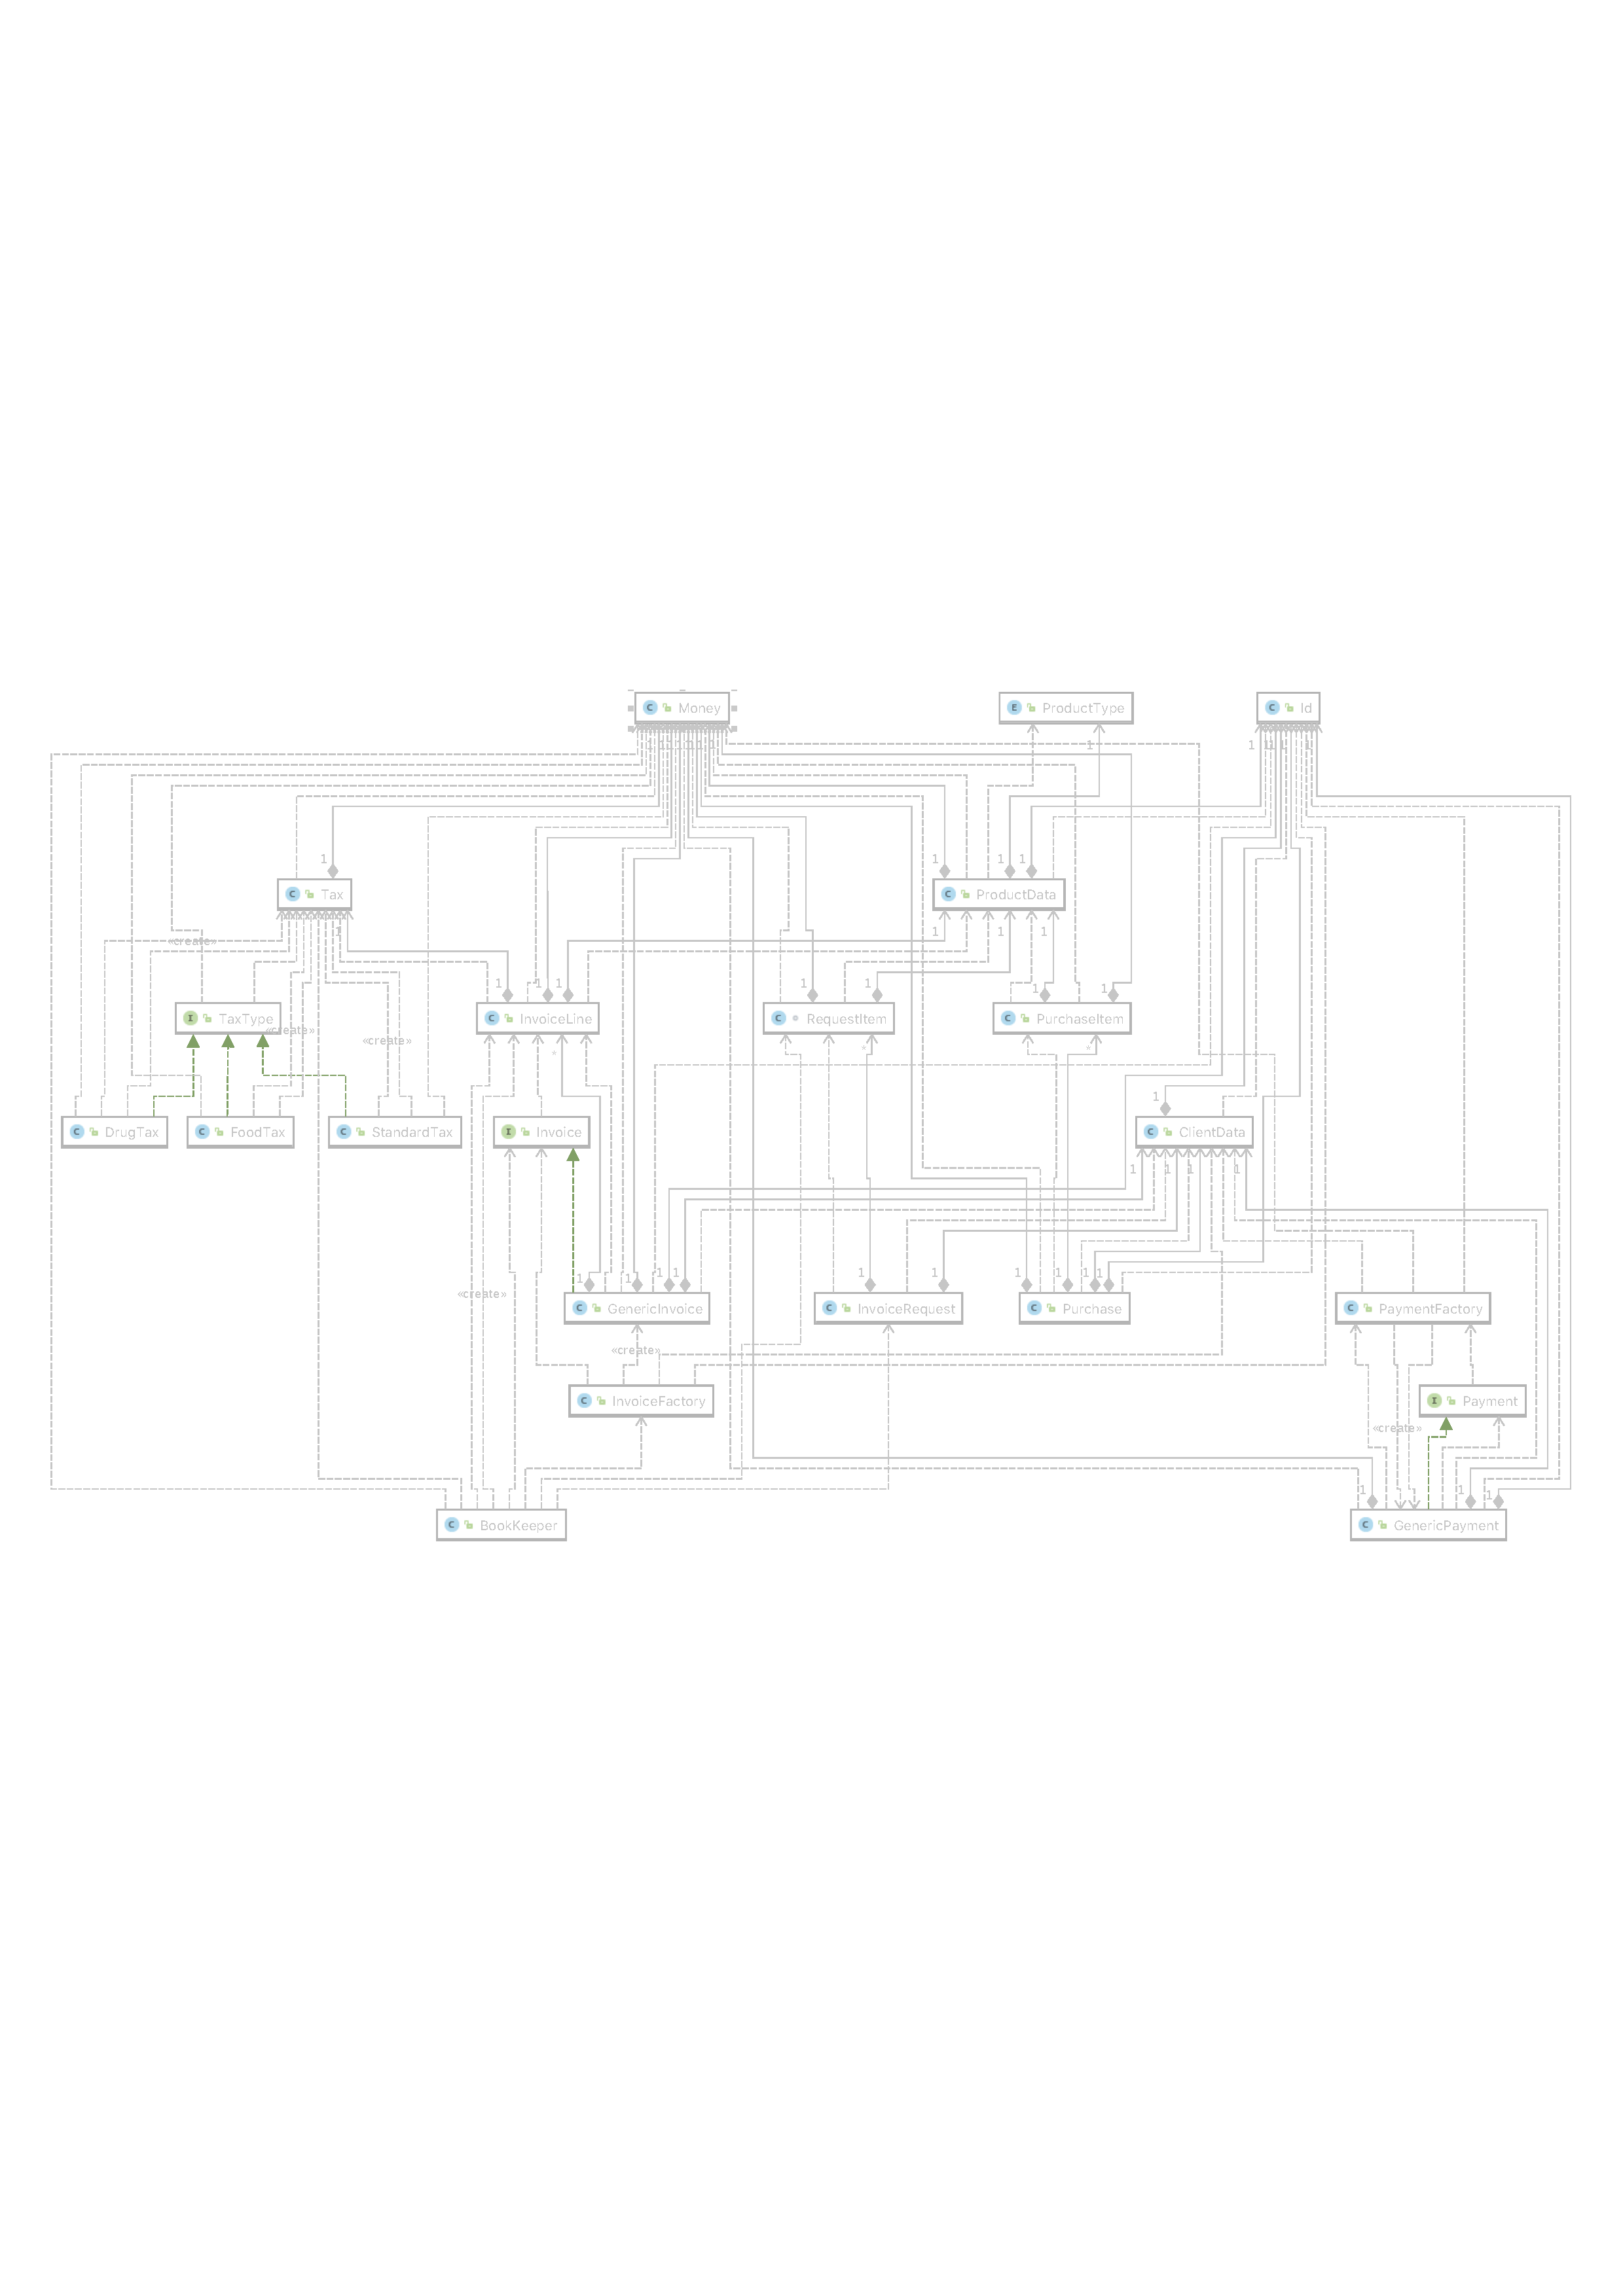 C Money
E ProductType
C Id
1 1
1
1 1 1 1
C Tax
C ProductData
1 1 1 1
«create»
1 1 1 1 1 1
I TaxType
C InvoiceLine
C RequestItem
C PurchaseItem
«create»
«create»
* * *
1
C DrugTax
C FoodTax
C StandardTax
I Invoice
C ClientData
1 1 1 1
1 1 1 1 1 1 1 1 1
«create»
C GenericInvoice
C InvoiceRequest
C Purchase
C PaymentFactory
«create»
C InvoiceFactory
I Payment
«create»
1 1 1
C BookKeeper
C GenericPayment